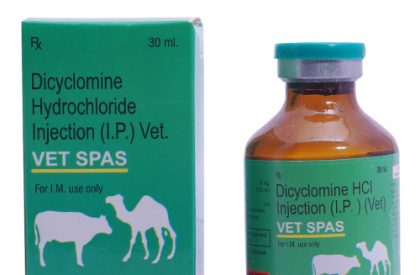 Rx
30 ml.
Dicyclomine
Hydrochloride
Injection (I.P.) Vet.
VET SPAS
For I.M. use only
Rx
30 ml.
Dicyclomine HCl
Injection (I.P. ) (Vet)
VET SPAS
For I.M. use only